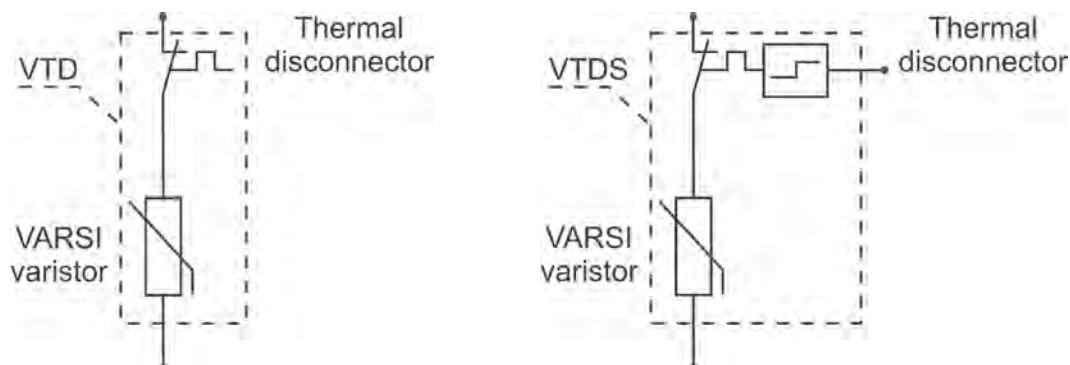 Thermal
disconnector
VTD
VARSI
varistor
Thermal
disconnector
VTDS
VARSI
varistor